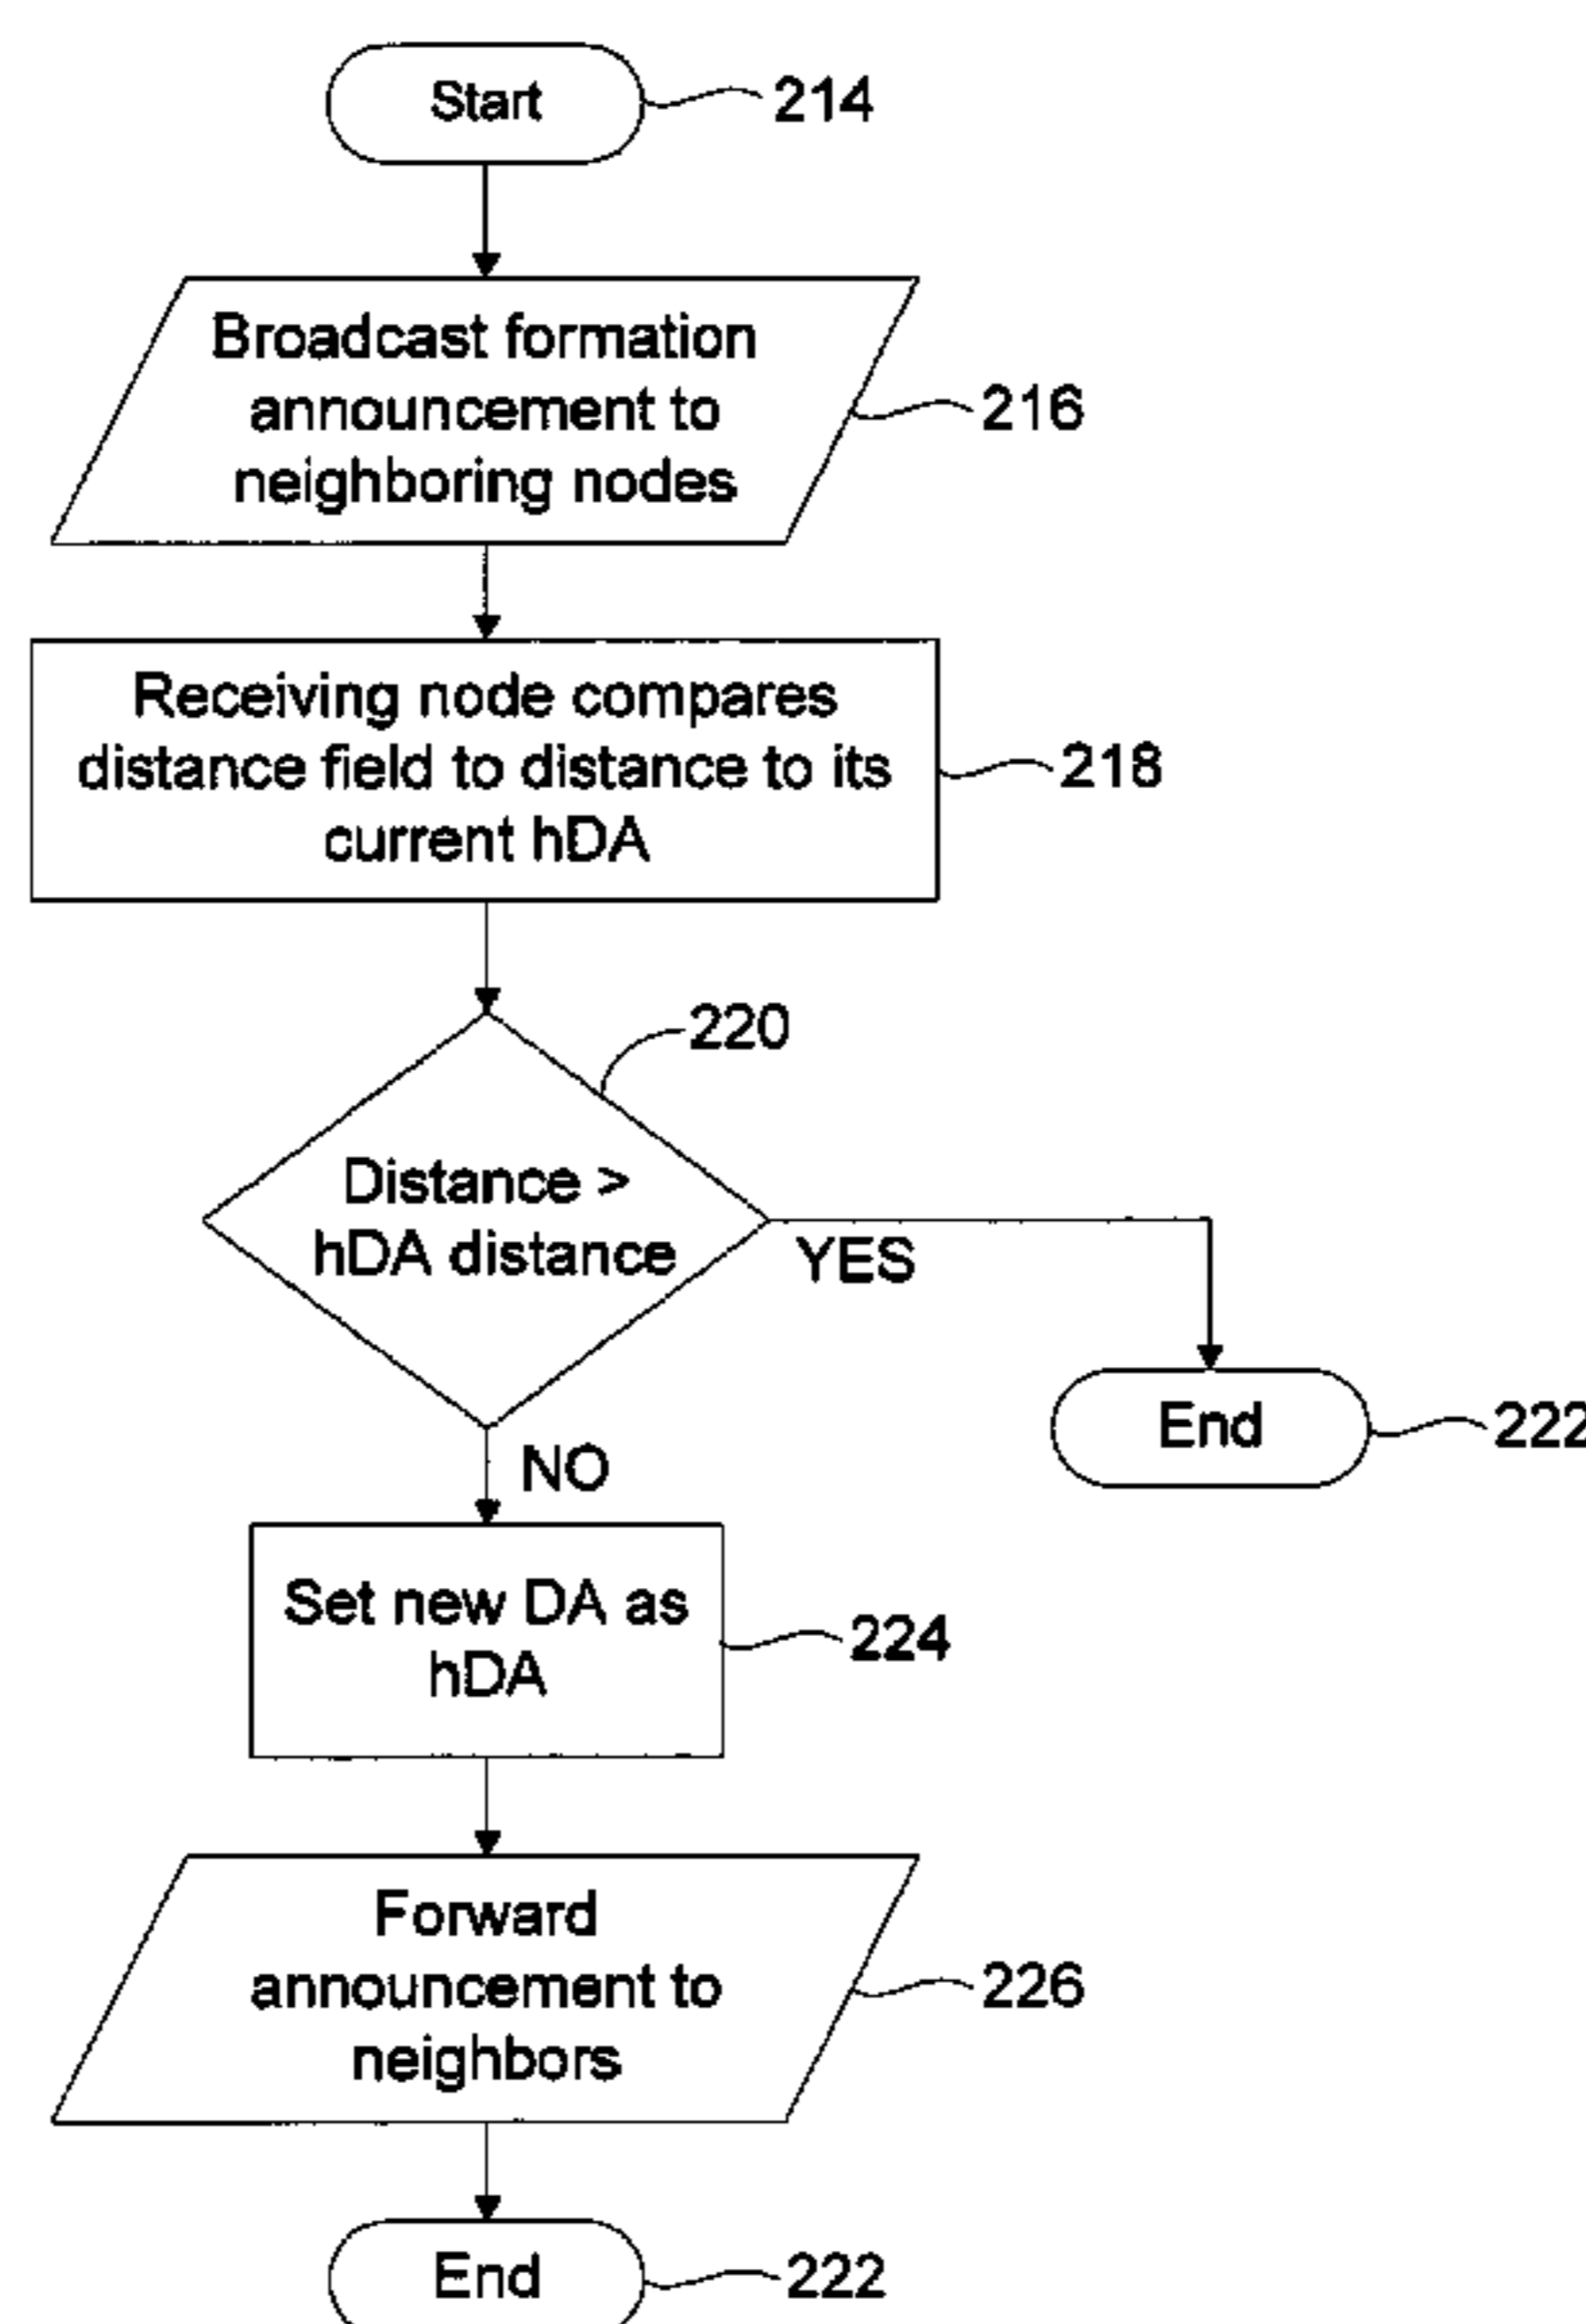 Start
214
Broadcast formation
announcement to
neighboring nodes
216
Receiving node compares
distance field to distance to its
current hDA
218
220
Distance >
hDA distance
YES
End
222
NO
Set new DA as
hDA
224
Forward
announcement to
neighbors
226
End
222